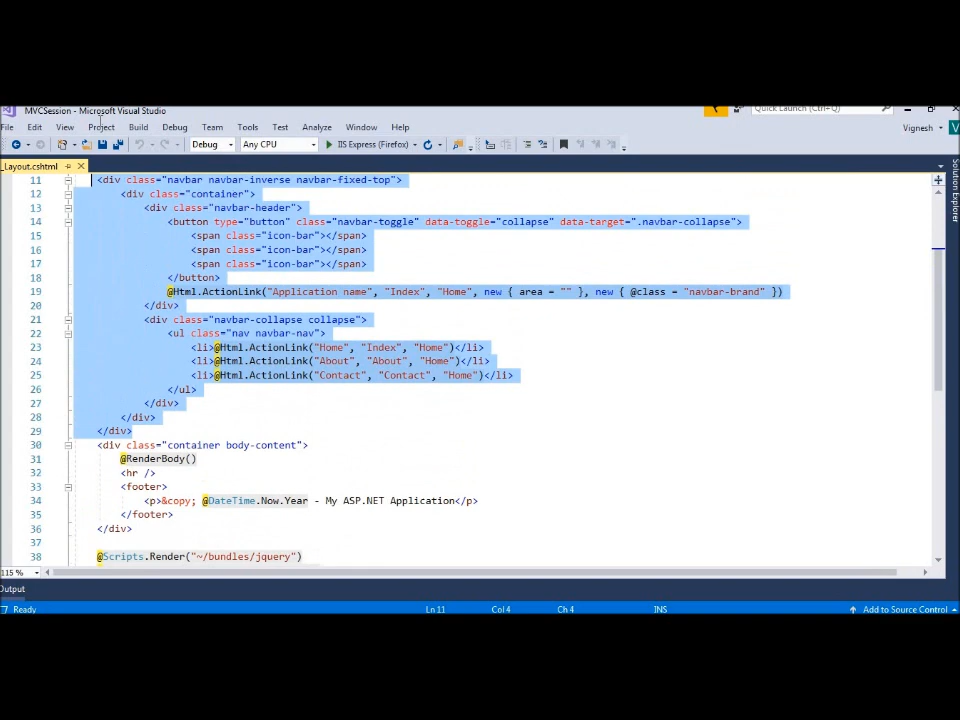 MVCSession - Microsoft Visual Studio
Quick Launch (Ctrl+Q)
File Edit View Project Build Debug Team Tools Test Analyze Window Help
Vignesh V
Debug Any CPU IIS Express (Firefox)
_Layout.cshtml
Solution Explorer
11 <div class="navbar navbar-inverse navbar-fixed-top">
12 <div class="container">
13 <div class="navbar-header">
14 <button type="button" class="navbar-toggle" data-toggle="collapse" data-target=".navbar-collapse">
15 <span class="icon-bar"></span>
16 <span class="icon-bar"></span>
17 <span class="icon-bar"></span>
18 </button>
19 @Html.ActionLink("Application name", "Index", "Home", new { area = "" }, new { @class = "navbar-brand" })
20 </div>
21 <div class="navbar-collapse collapse">
22 <ul class="nav navbar-nav">
23 <li>@Html.ActionLink("Home", "Index", "Home")</li>
24 <li>@Html.ActionLink("About", "About", "Home")</li>
25 <li>@Html.ActionLink("Contact", "Contact", "Home")</li>
26 </ul>
27 </div>
28 </div>
29 </div>
30 <div class="container body-content">
31 @RenderBody()
32 <hr />
33 <footer>
34 <p>&copy; @DateTime.Now.Year - My ASP.NET Application</p>
35 </footer>
36 </div>
37
38 @Scripts.Render("~/bundles/jquery")
115 %
Output
Ready Ln 11 Col 4 Ch 4 INS Add to Source Control